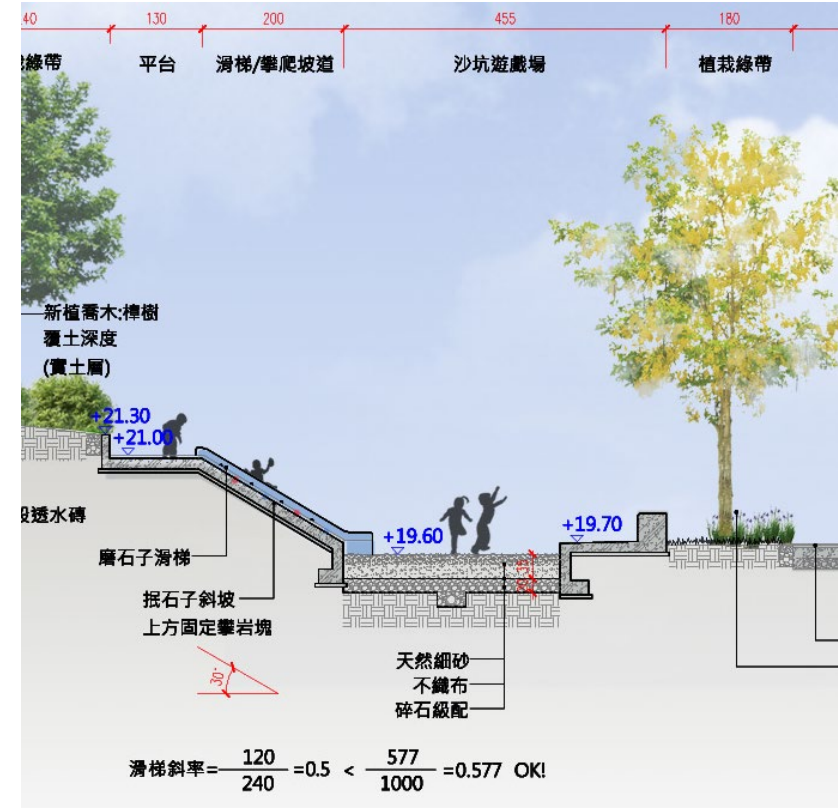 40 130 200 455 180
綠帶 平台 滑梯/攀爬坡道 沙坑遊戲場 植栽綠帶
新植喬木:樟樹
覆土深度
(實土層)
+21.30
+21.00
+19.60
+19.70
透水磚
磨石子滑梯
抿石子斜坡
上方固定攀岩塊
30°
天然細砂
不織布
碎石級配
滑梯斜率=120/240=0.5 < 577/1000=0.577 OK!